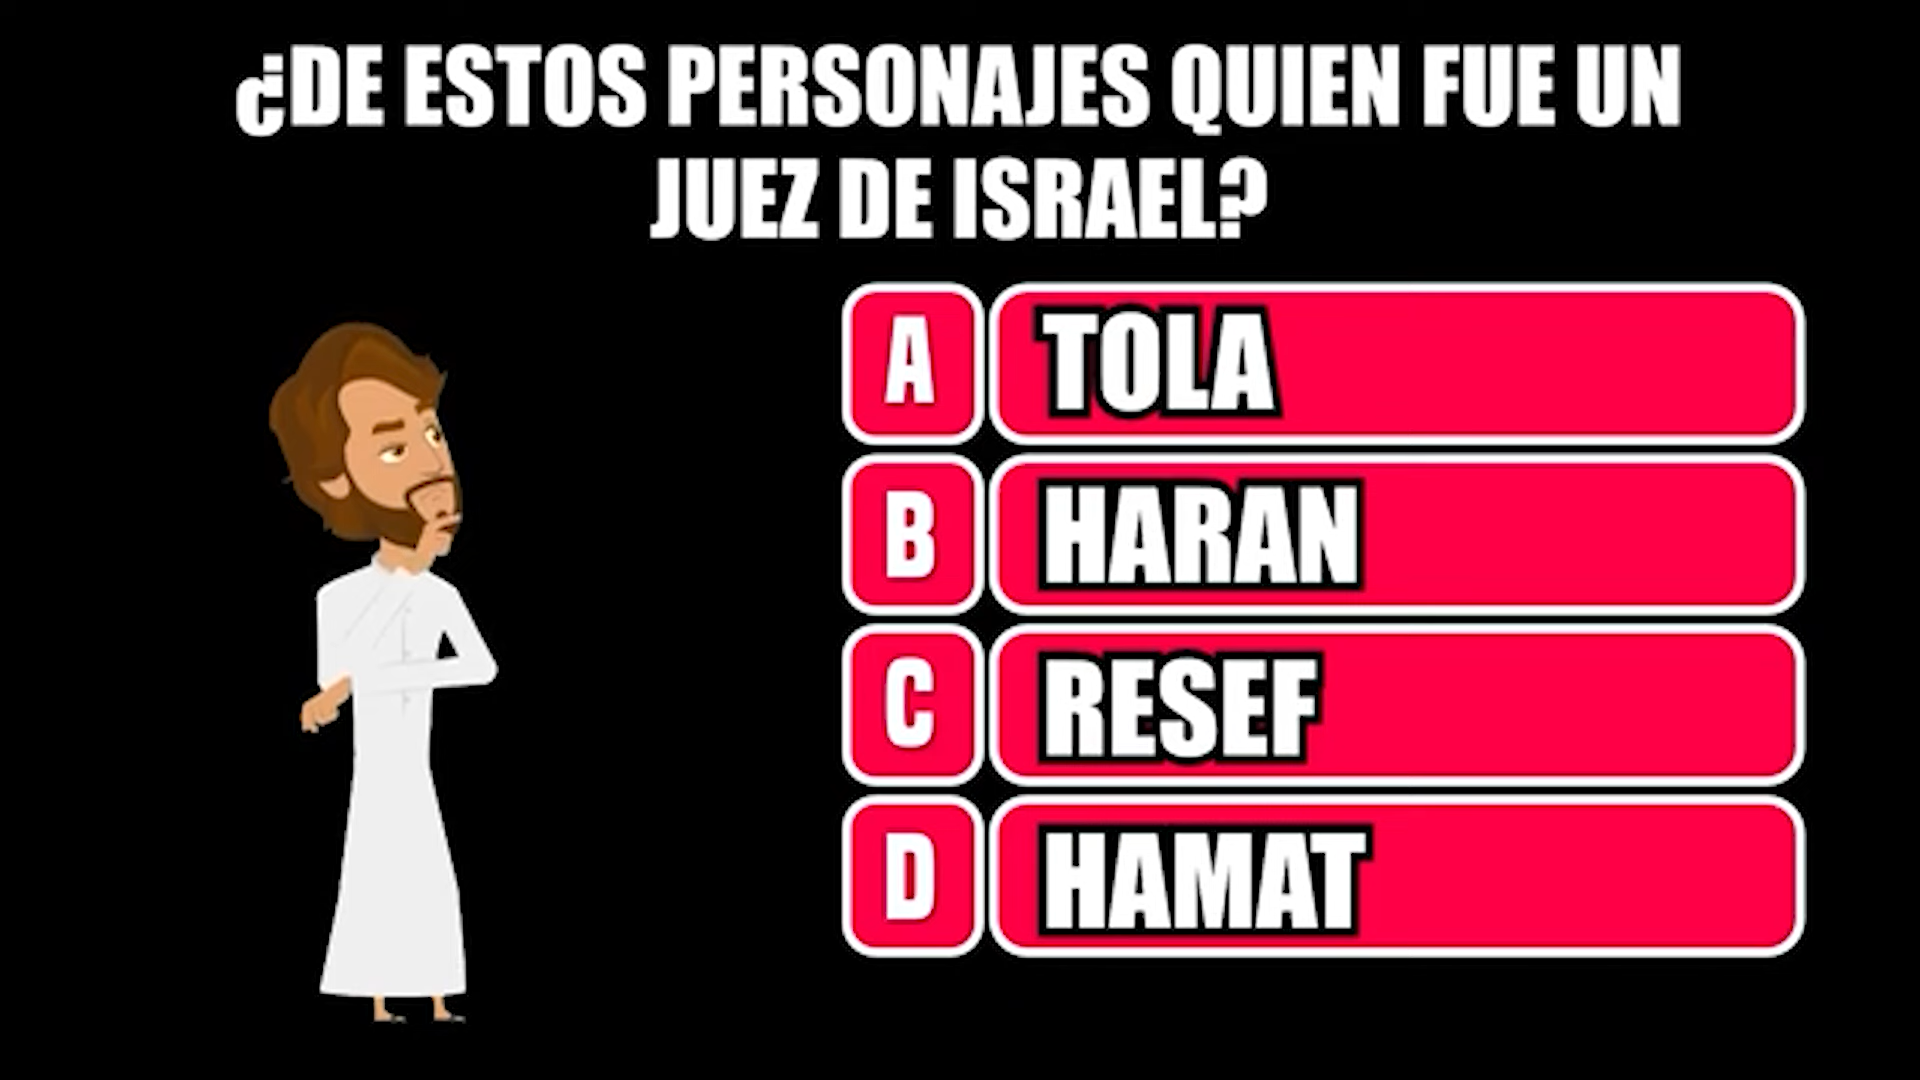 ¿DE ESTOS PERSONAJES QUIEN FUE UN
JUEZ DE ISRAEL?
A TOLA
B HARAN
C RESEF
D HAMAT